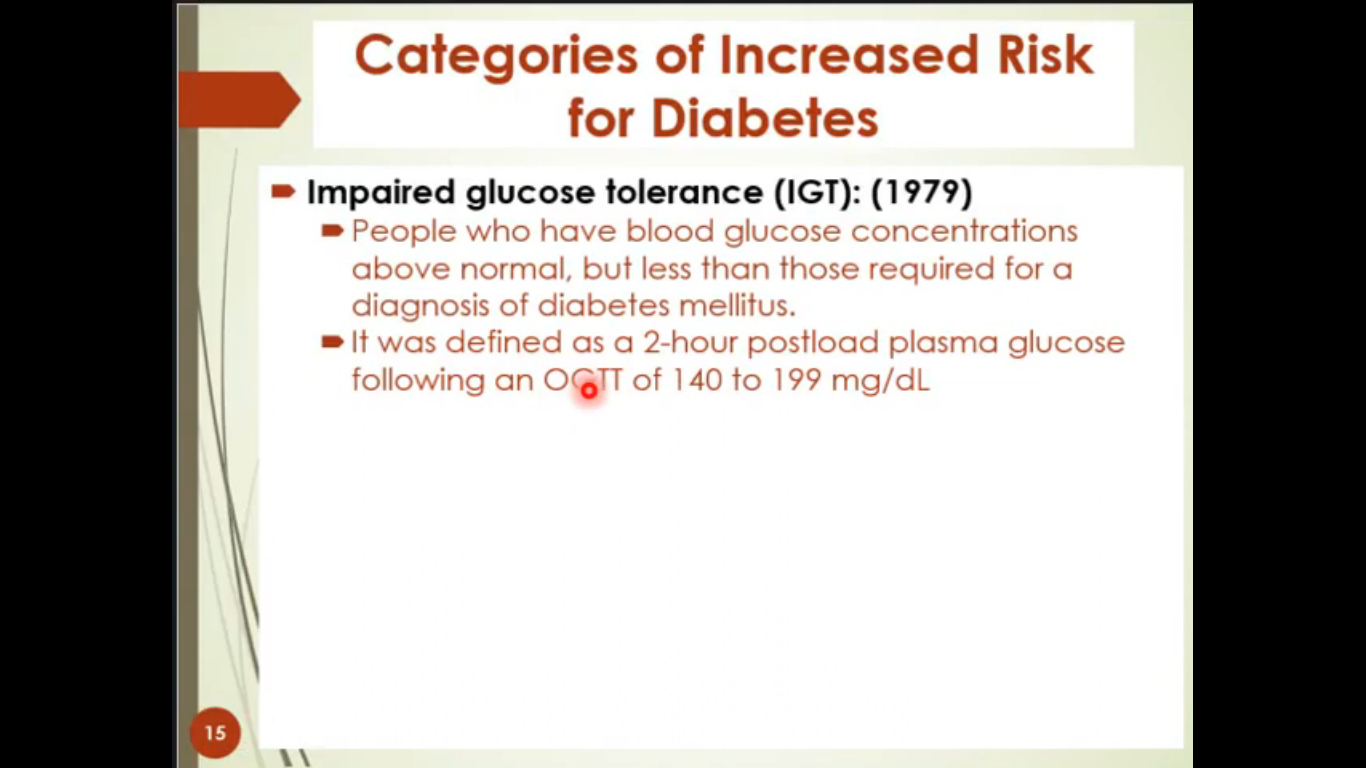 Categories of Increased Risk
for Diabetes
Impaired glucose tolerance (IGT): (1979)
People who have blood glucose concentrations
above normal, but less than those required for a
diagnosis of diabetes mellitus.
It was defined as a 2-hour postload plasma glucose
following an OGTT of 140 to 199 mg/dL
15